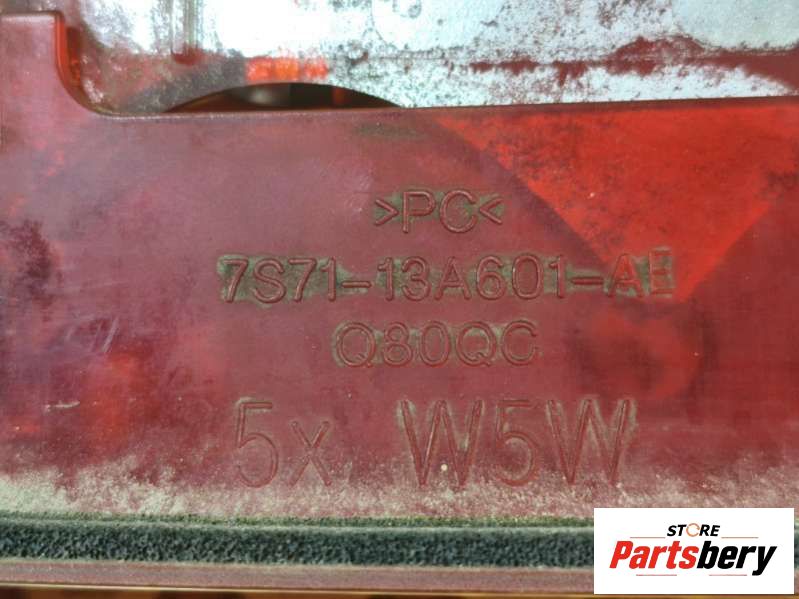 >PC<
7S71-13A601-AE
Q80QC
5x W5W
STORE
Partsbery